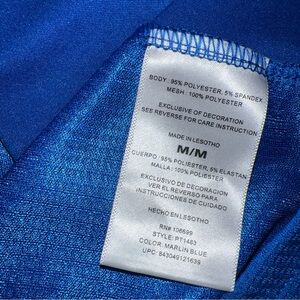 BODY: 95% POLYESTER, 5% SPANDEX
MESH: 100% POLYESTER
EXCLUSIVE OF DECORATION
SEE REVERSE FOR CARE INSTRUCTION
MADE IN LESOTHO
M/M
CUERPO: 95% POLIESTER, 5% ELASTAN
MALLA: 100% POLIESTER
EXCLUSIVO DE DECORACION
VER EL REVERSO PARA
INSTRUCCIONES DE CUIDADO
HECHO EN LESOTHO
RN# 106699
STYLE: PT1483
COLOR: MARLIN BLUE
UPC: 843049121639